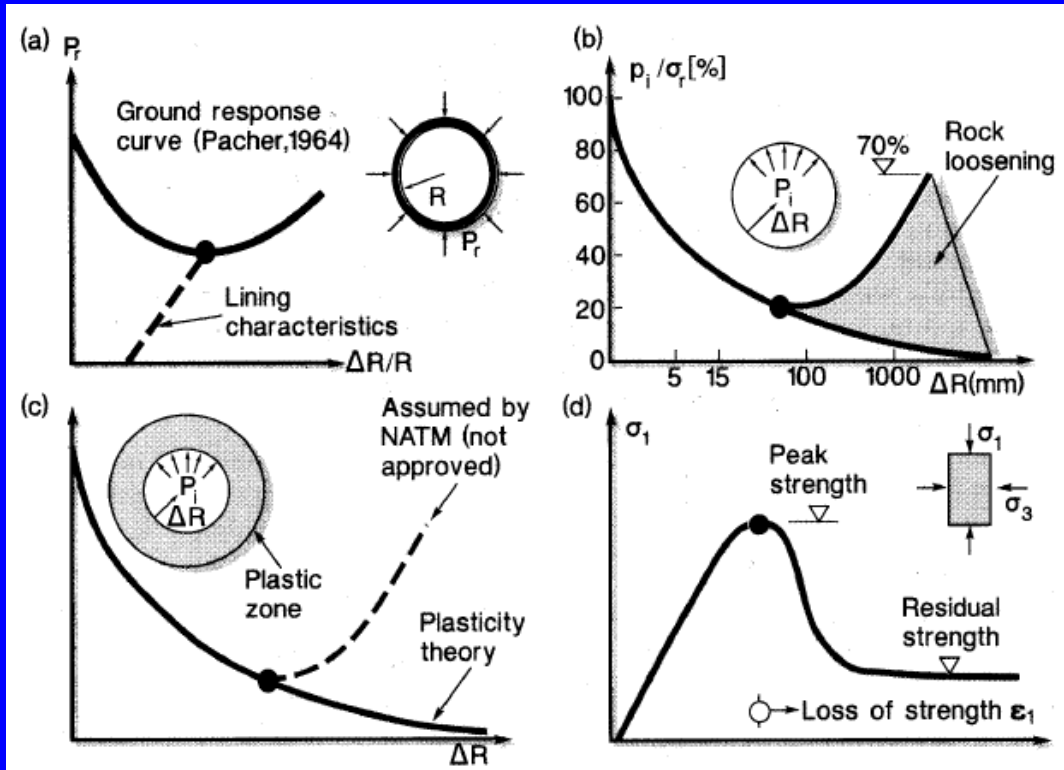 (a)
Pr
Ground response
curve (Pacher,1964)
R
Pr
Lining
characteristics
ΔR/R
(b)
pi/σr[%]
100
80
60
40
20
0
70%
Rock
loosening
Pi
ΔR
5 15 100 1000 ΔR(mm)
(c)
Assumed by
NATM (not
approved)
Pi
ΔR
Plastic
zone
Plasticity
theory
ΔR
(d)
σ1
Peak
strength
σ1
σ3
Residual
strength
Loss of strength ε1